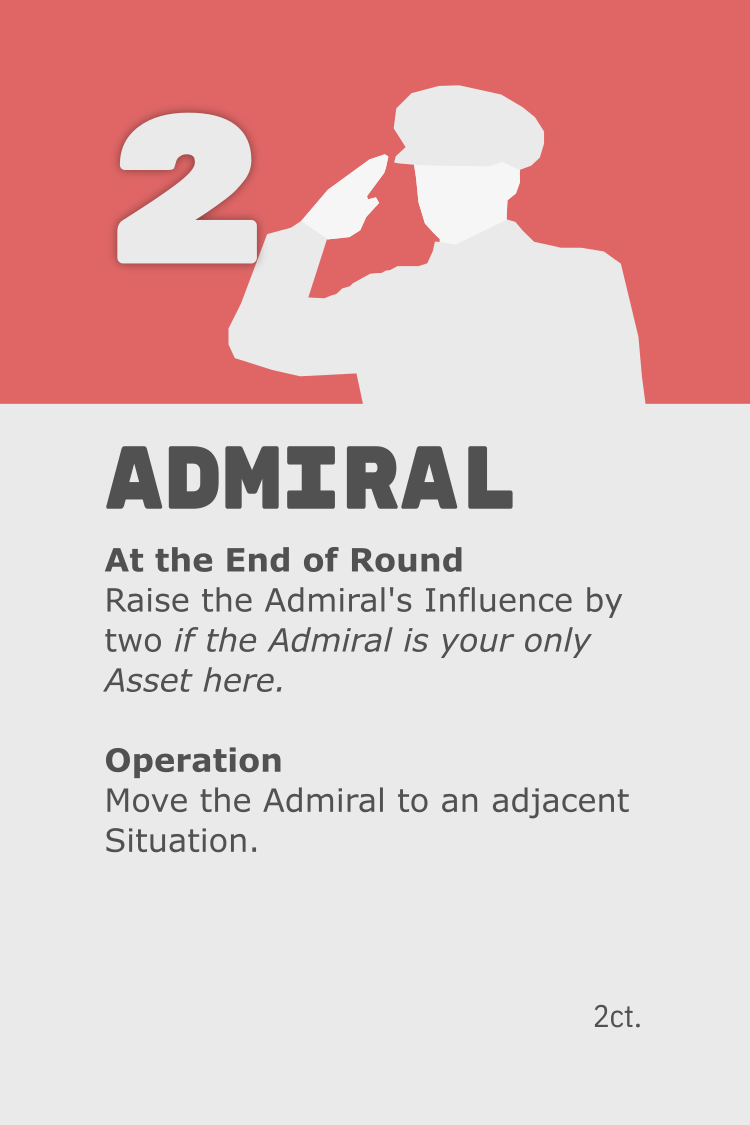 2
ADMIRAL
At the End of Round
Raise the Admiral's Influence by
two if the Admiral is your only
Asset here.
Operation
Move the Admiral to an adjacent
Situation.
2ct.